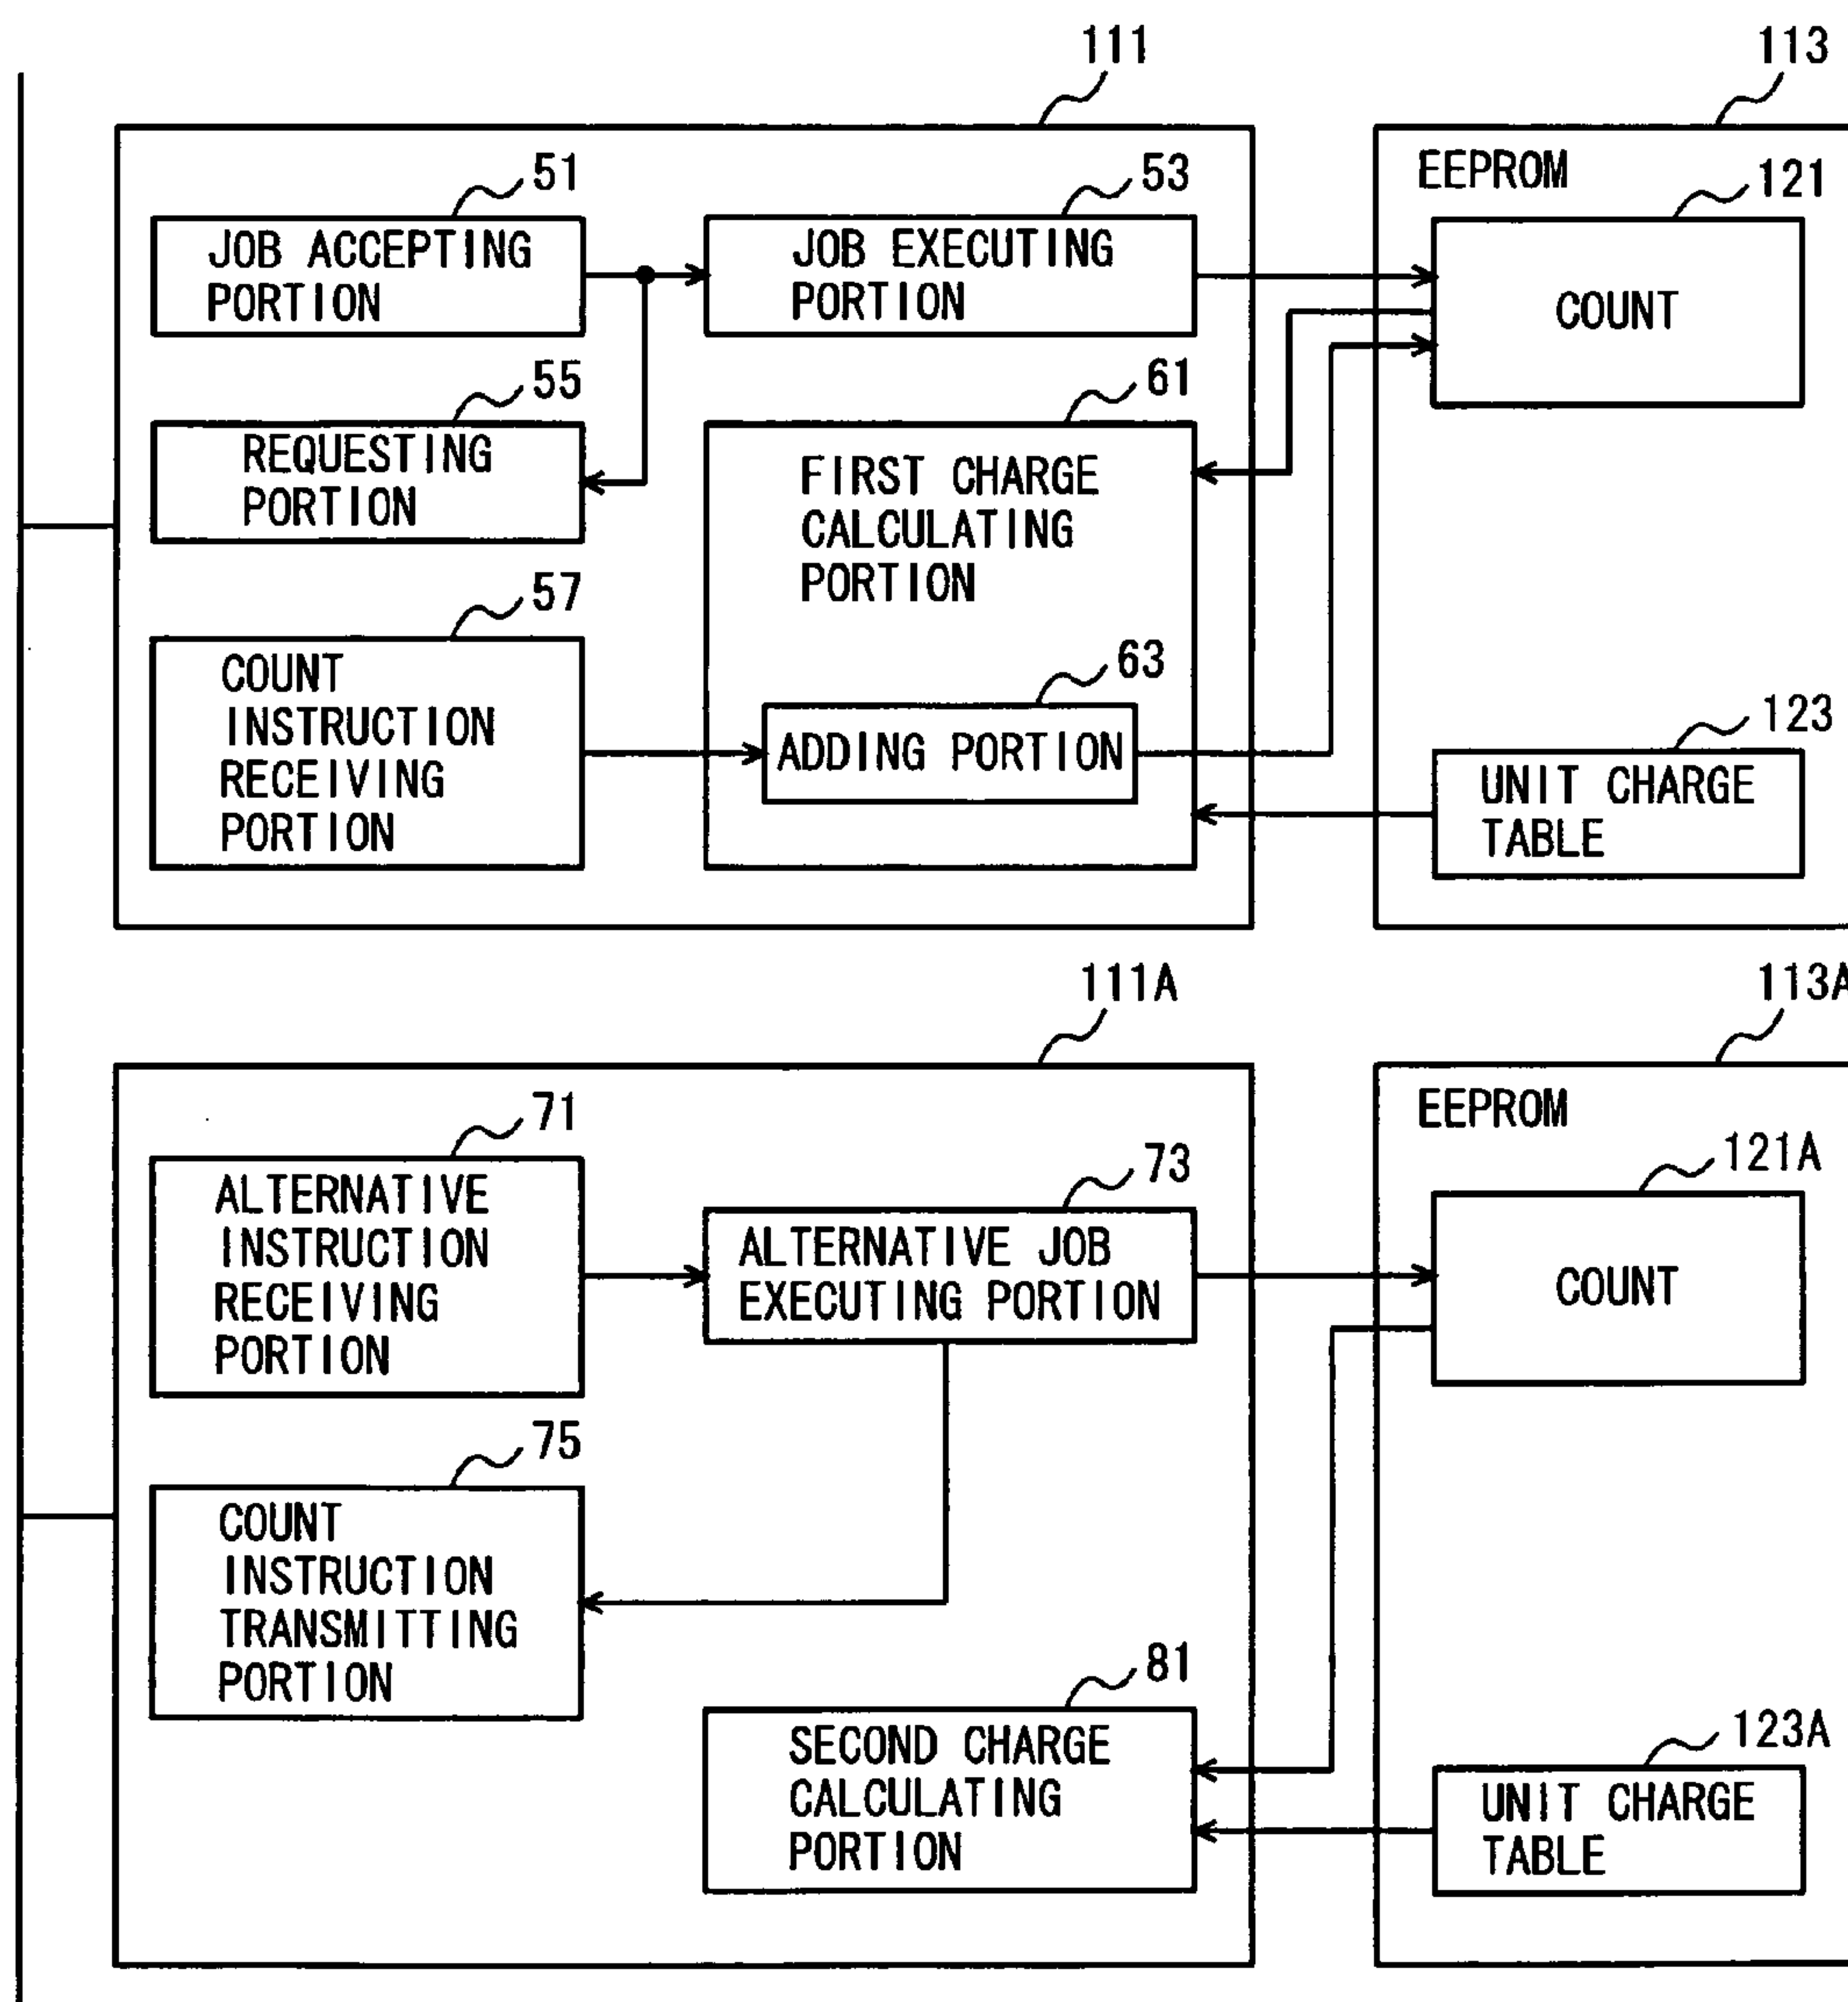 111
113
51
JOB ACCEPTING
PORTION
53
JOB EXECUTING
PORTION
EEPROM
121
COUNT
55
REQUESTING
PORTION
61
FIRST CHARGE
CALCULATING
PORTION
57
COUNT
INSTRUCTION
RECEIVING
PORTION
63
ADDING PORTION
123
UNIT CHARGE
TABLE
111A
113A
71
ALTERNATIVE
INSTRUCTION
RECEIVING
PORTION
73
ALTERNATIVE JOB
EXECUTING PORTION
EEPROM
121A
COUNT
75
COUNT
INSTRUCTION
TRANSMITTING
PORTION
81
SECOND CHARGE
CALCULATING
PORTION
123A
UNIT CHARGE
TABLE